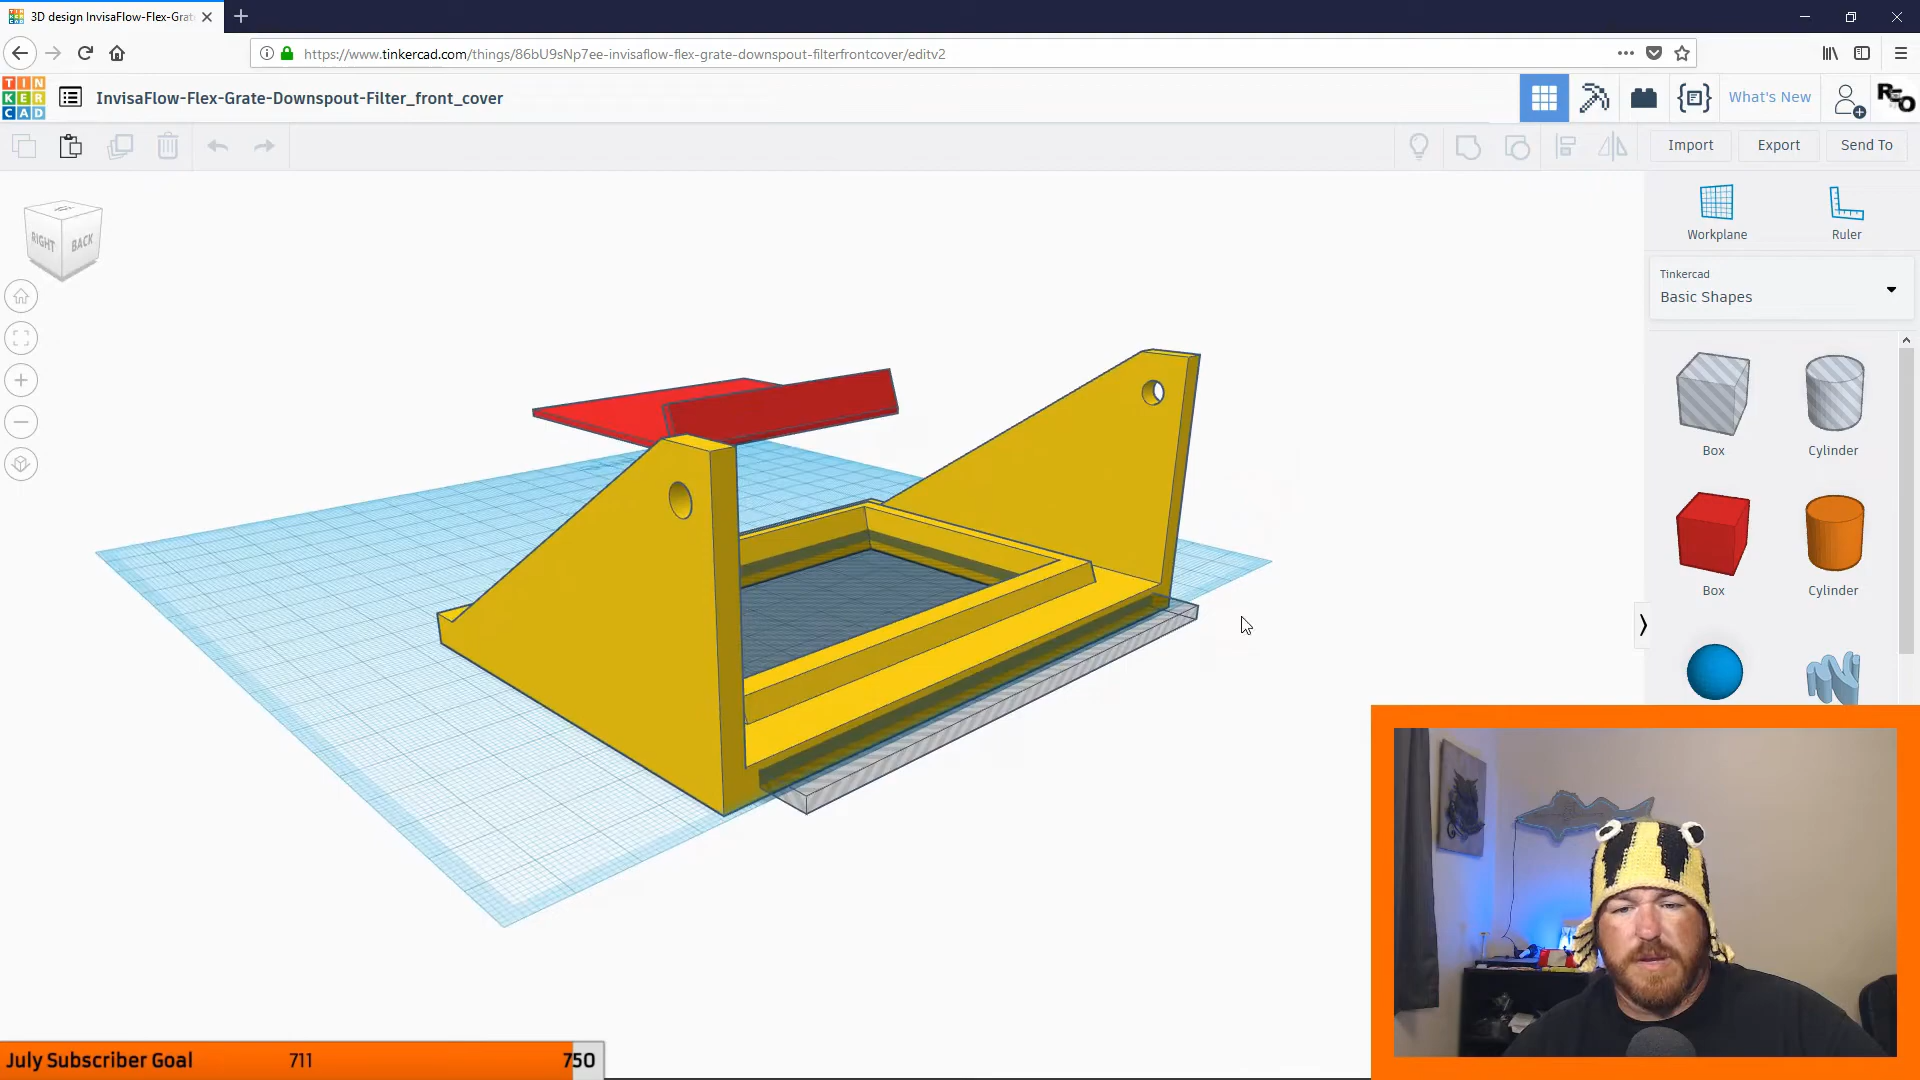 3D design InvisaFlow-Flex-Grat
https://www.tinkercad.com/things/86bU9sNp7ee-invisaflow-flex-grate-downspout-filterfrontcover/editv2
TIN
KER
CAD
InvisaFlow-Flex-Grate-Downspout-Filter_front_cover
What's New
Import
Export
Send To
RIGHT
BACK
Workplane
Ruler
Tinkercad
Basic Shapes
Box
Cylinder
Box
Cylinder
July Subscriber Goal
711
750